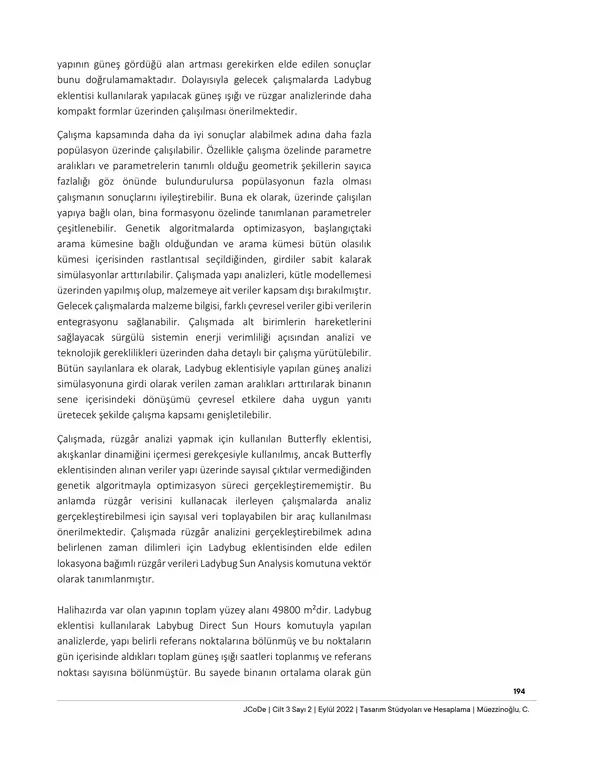 yapının güneş gördüğü alan artması gerekirken elde edilen sonuçlar
bunu doğrulamamaktadır. Dolayısıyla gelecek çalışmalarda Ladybug
eklentisi kullanılarak yapılacak güneş ışığı ve rüzgar analizlerinde daha
kompakt formlar üzerinden çalışılması önerilmektedir.
Çalışma kapsamında daha da iyi sonuçlar alabilmek adına daha fazla
popülasyon üzerinde çalışılabilir. Özellikle çalışma özelinde parametre
aralıkları ve parametrelerin tanımlı olduğu geometrik şekillerin sayıca
fazlalığı göz önünde bulundurulursa popülasyonun fazla olması
çalışmanın sonuçlarını iyileştirebilir. Buna ek olarak, üzerinde çalışılan
yapıya bağlı olan, bina formasyonu özelinde tanımlanan parametreler
çeşitlenebilir. Genetik algoritmalarda optimizasyon, başlangıçtaki
arama kümesine bağlı olduğundan ve arama kümesi bütün olasılık
kümesi içerisinden rastlantısal seçildiğinden, girdiler sabit kalarak
simülasyonlar arttırılabilir. Çalışmada yapı analizleri, kütle modellemesi
üzerinden yapılmış olup, malzemeye ait veriler kapsam dışı bırakılmıştır.
Gelecek çalışmalarda malzeme bilgisi, farklı çevresel veriler gibi verilerin
entegrasyonu sağlanabilir. Çalışmada alt birimlerin hareketlerini
sağlayacak sürgülü sistemin enerji verimliliği açısından analizi ve
teknolojik gereklilikleri üzerinden daha detaylı bir çalışma yürütülebilir.
Bütün sayılanlara ek olarak, Ladybug eklentisiyle yapılan güneş analizi
simülasyonuna girdi olarak verilen zaman aralıkları arttırılarak binanın
sene içerisindeki dönüşümü çevresel etkilere daha uygun yanıtı
üretecek şekilde çalışma kapsamı genişletilebilir.
Çalışmada, rüzgâr analizi yapmak için kullanılan Butterfly eklentisi,
akışkanlar dinamiğini içermesi gerekçesiyle kullanılmış, ancak Butterfly
eklentisinden alınan veriler yapı üzerinde sayısal çıktılar vermediğinden
genetik algoritmayla optimizasyon süreci gerçekleştirememiştir. Bu
anlamda rüzgâr verisini kullanacak ilerleyen çalışmalarda analiz
gerçekleştirebilmesi için sayısal veri toplayabilen bir araç kullanılması
önerilmektedir. Çalışmada rüzgâr analizini gerçekleştirebilmek adına
belirlenen zaman dilimleri için Ladybug eklentisinden elde edilen
lokasyona bağımlı rüzgâr verileri Ladybug Sun Analysis komutuna vektör
olarak tanımlanmıştır.
Halihazırda var olan yapının toplam yüzey alanı 49800 m²dir. Ladybug
eklentisi kullanılarak Labybug Direct Sun Hours komutuyla yapılan
analizlerde, yapı belirli referans noktalarına bölünmüş ve bu noktaların
gün içerisinde aldıkları toplam güneş ışığı saatleri toplanmış ve referans
noktası sayısına bölünmüştür. Bu sayede binanın ortalama olarak gün
194
JCoDe | Cilt 3 Sayı 2 | Eylül 2022 | Tasarım Stüdyoları ve Hesaplama | Müezzinoğlu, C.